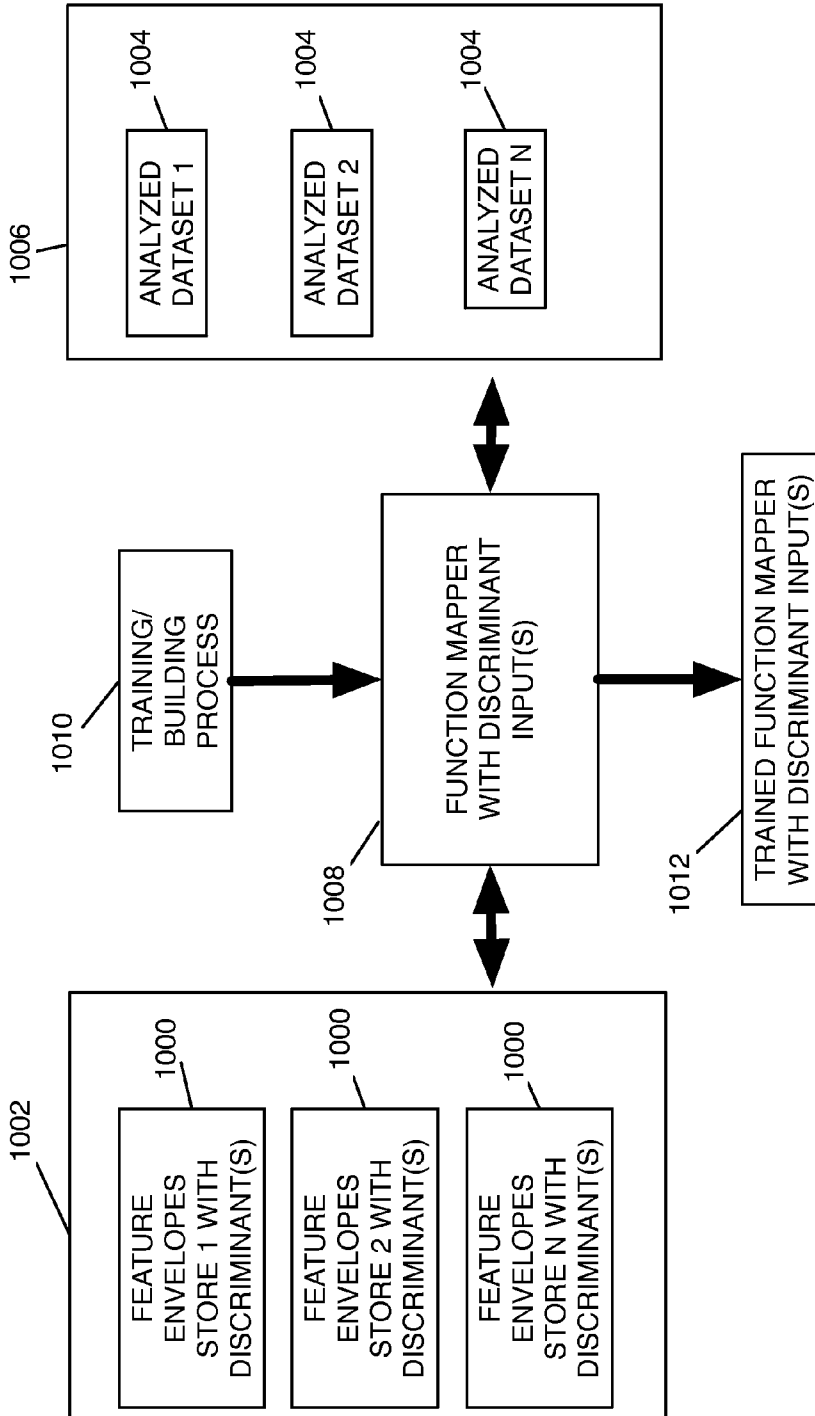 1002
FEATURE
ENVELOPES
STORE 1 WITH
DISCRIMINANT(S)
1000
FEATURE
ENVELOPES
STORE 2 WITH
DISCRIMINANT(S)
1000
FEATURE
ENVELOPES
STORE N WITH
DISCRIMINANT(S)
1000
1010
TRAINING/
BUILDING
PROCESS
1008
FUNCTION MAPPER
WITH DISCRIMINANT
INPUT(S)
1012
TRAINED FUNCTION MAPPER
WITH DISCRIMINANT INPUT(S)
1006
ANALYZED
DATASET 1
1004
ANALYZED
DATASET 2
1004
ANALYZED
DATASET N
1004